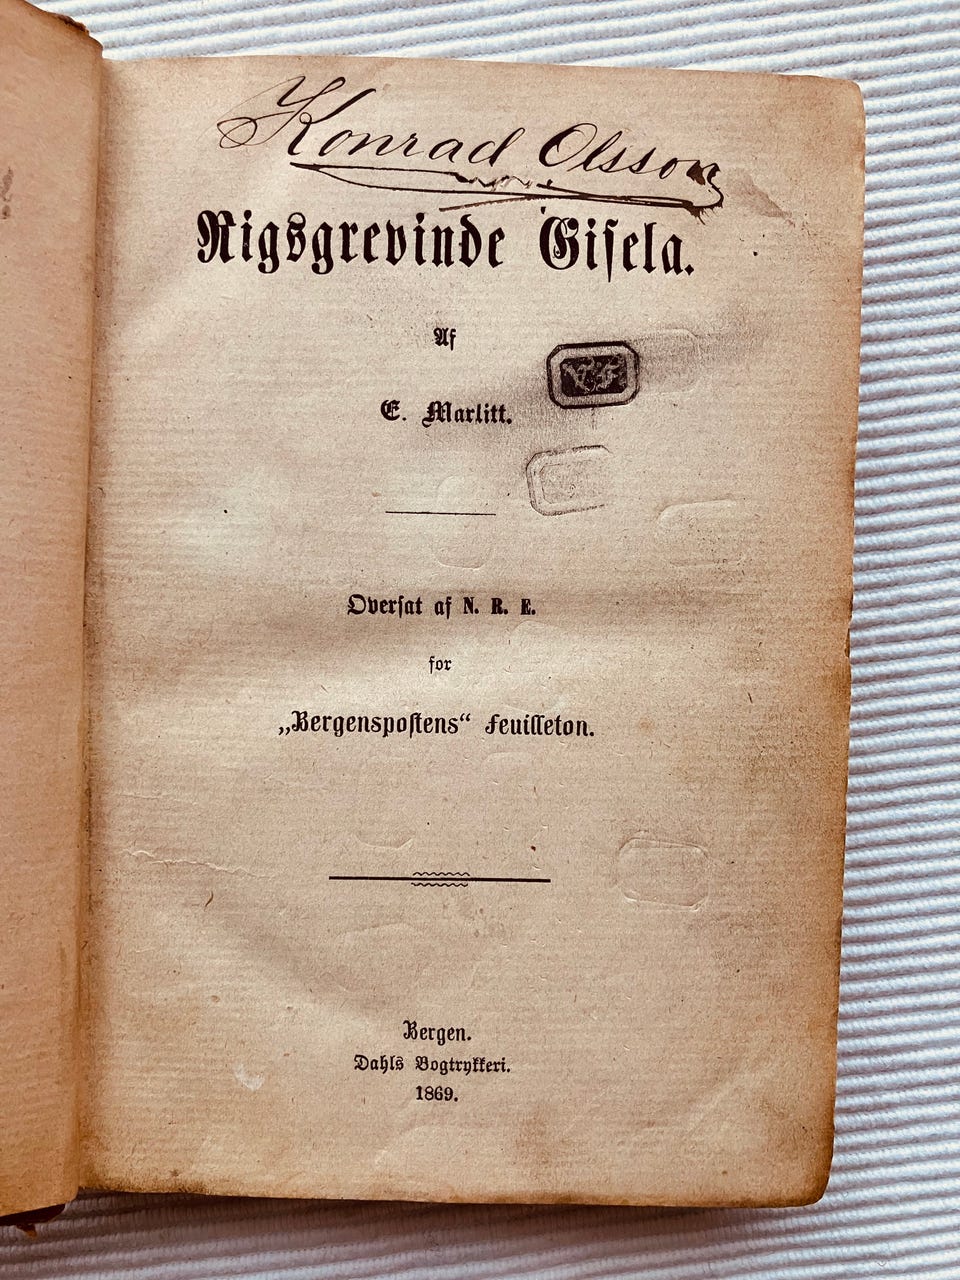 Konrad Olsson
Rigsgrevinde Gisela.
Af
E. Marlitt.
Oversat af N. R. E.
for
„Bergenspostens“ Feuilleton.
Bergen.
Dahls Bogtrykkeri.
1869.